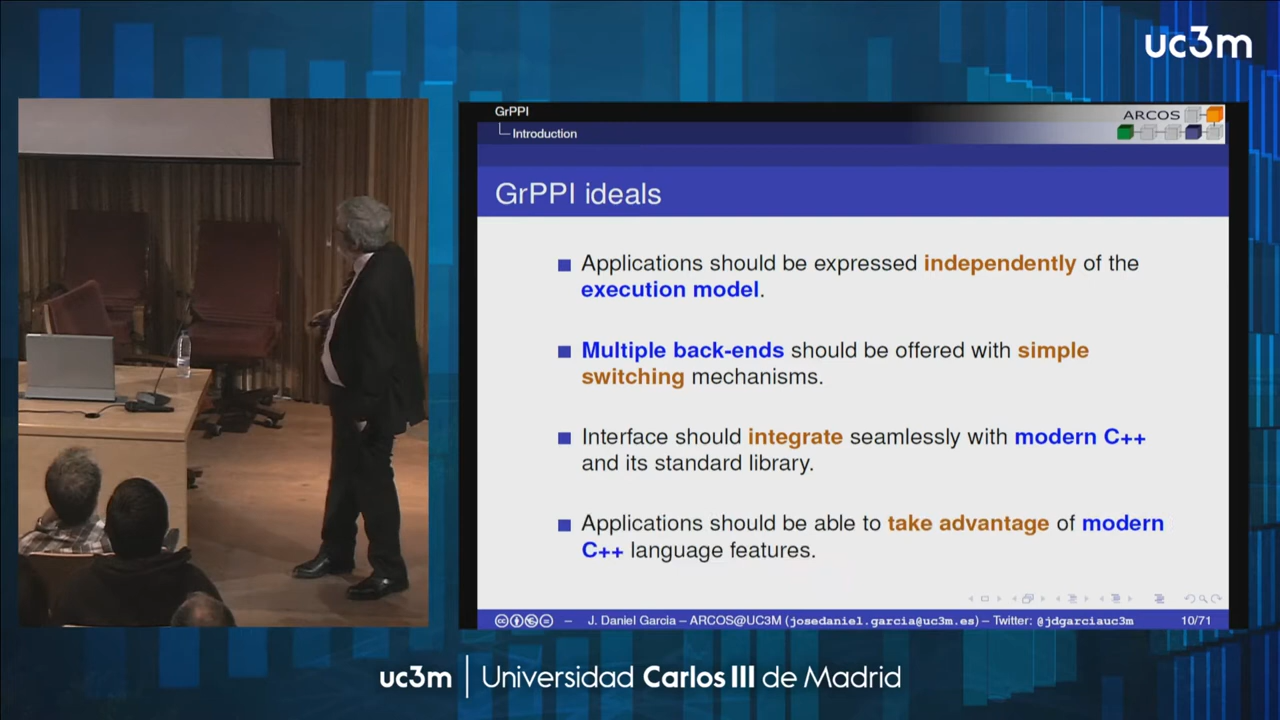 uc3m
GrPPI
Introduction
ARCOS
GrPPI ideals
Applications should be expressed independently of the
execution model.
Multiple back-ends should be offered with simple
switching mechanisms.
Interface should integrate seamlessly with modern C++
and its standard library.
Applications should be able to take advantage of modern
C++ language features.
– J. Daniel Garcia – ARCOS@UC3M (josedaniel.garcia@uc3m.es) – Twitter: @jdgarciauc3m 10/71
uc3m | Universidad Carlos III de Madrid